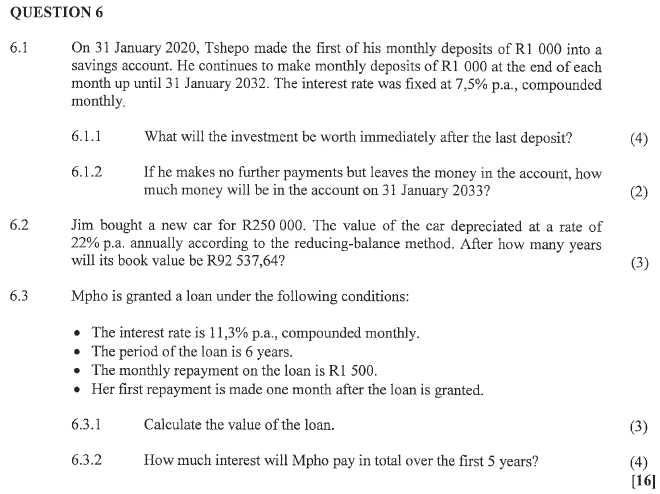 QUESTION 6
6.1 On 31 January 2020, Tshepo made the first of his monthly deposits of R1 000 into a
savings account. He continues to make monthly deposits of R1 000 at the end of each
month up until 31 January 2032. The interest rate was fixed at 7,5% p.a., compounded
monthly.
6.1.1 What will the investment be worth immediately after the last deposit? (4)
6.1.2 If he makes no further payments but leaves the money in the account, how
much money will be in the account on 31 January 2033? (2)
6.2 Jim bought a new car for R250 000. The value of the car depreciated at a rate of
22% p.a. annually according to the reducing-balance method. After how many years
will its book value be R92 537,64? (3)
6.3 Mpho is granted a loan under the following conditions:
• The interest rate is 11,3% p.a., compounded monthly.
• The period of the loan is 6 years.
• The monthly repayment on the loan is R1 500.
• Her first repayment is made one month after the loan is granted.
6.3.1 Calculate the value of the loan. (3)
6.3.2 How much interest will Mpho pay in total over the first 5 years? (4)
[16]